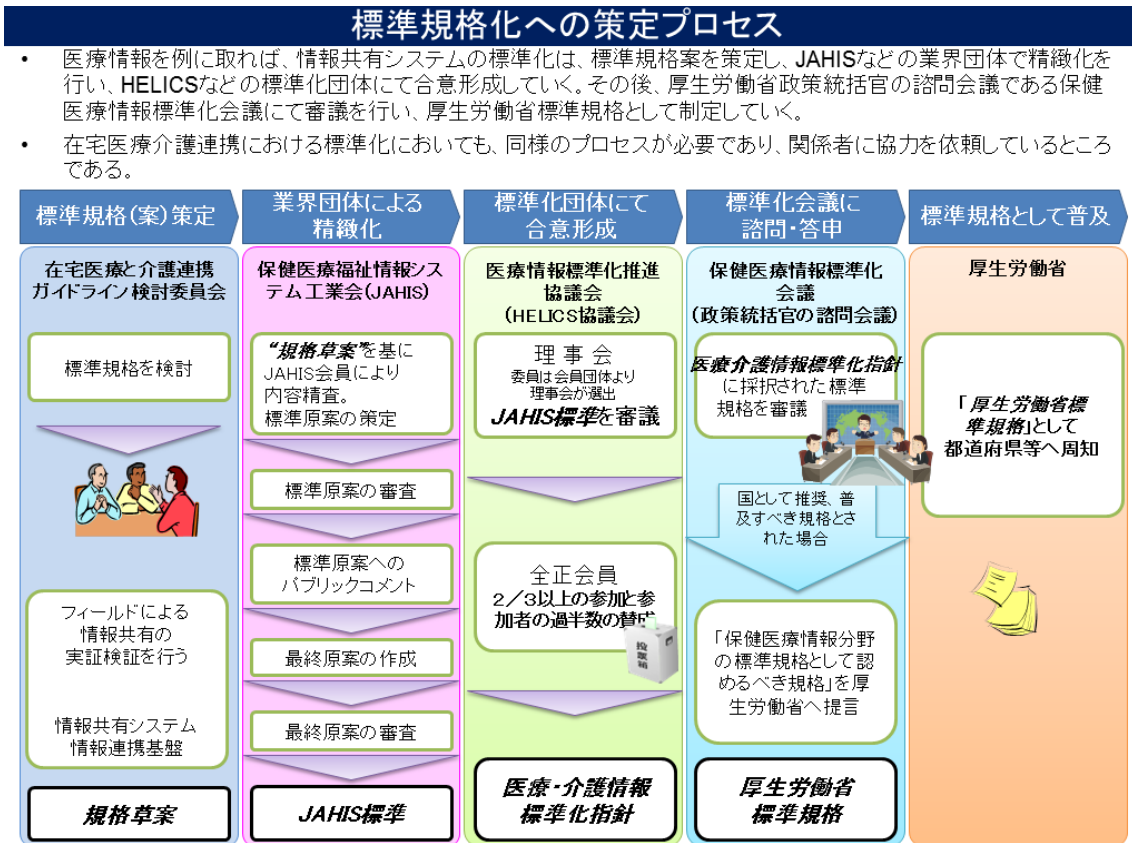 標準規格化への策定プロセス
• 医療情報を例に取れば、情報共有システムの標準化は、標準規格案を策定し、JAHISなどの業界団体で精緻化を
行い、HELICSなどの標準化団体にて合意形成していく。その後、厚生労働省政策統括官の諮問会議である保健
医療情報標準化会議にて審議を行い、厚生労働省標準規格として制定していく。
• 在宅医療介護連携における標準化においても、同様のプロセスが必要であり、関係者に協力を依頼しているところ
である。
標準規格(案)策定
在宅医療と介護連携
ガイドライン検討委員会
標準規格を検討
フィールドによる
情報共有の
実証検証を行う
情報共有システム
情報連携基盤
規格草案
業界団体による
精緻化
保健医療福祉情報シス
テム工業会(JAHIS)
“規格草案”を基に
JAHIS会員により
内容精査。
標準原案の策定
標準原案の審査
標準原案への
パブリックコメント
最終原案の作成
最終原案の審査
JAHIS標準
標準化団体にて
合意形成
医療情報標準化推進
協議会
(HELICS協議会)
理 事 会
委員は会員団体より
理事会が選出
JAHIS標準を審議
全正会員
2/3以上の参加と参
加者の過半数の賛成
投票箱
医療・介護情報
標準化指針
標準化会議に
諮問・答申
保健医療情報標準化
会議
(政策統括官の諮問会議)
医療介護情報標準化指針
に採択された標準
規格を審議
国として推奨、普
及すべき規格とさ
れた場合
「保健医療情報分野
の標準規格として認
めるべき規格」を厚
生労働省へ提言
厚生労働省
標準規格
標準規格として普及
厚生労働省
「厚生労働省標
準規格」として
都道府県等へ周知